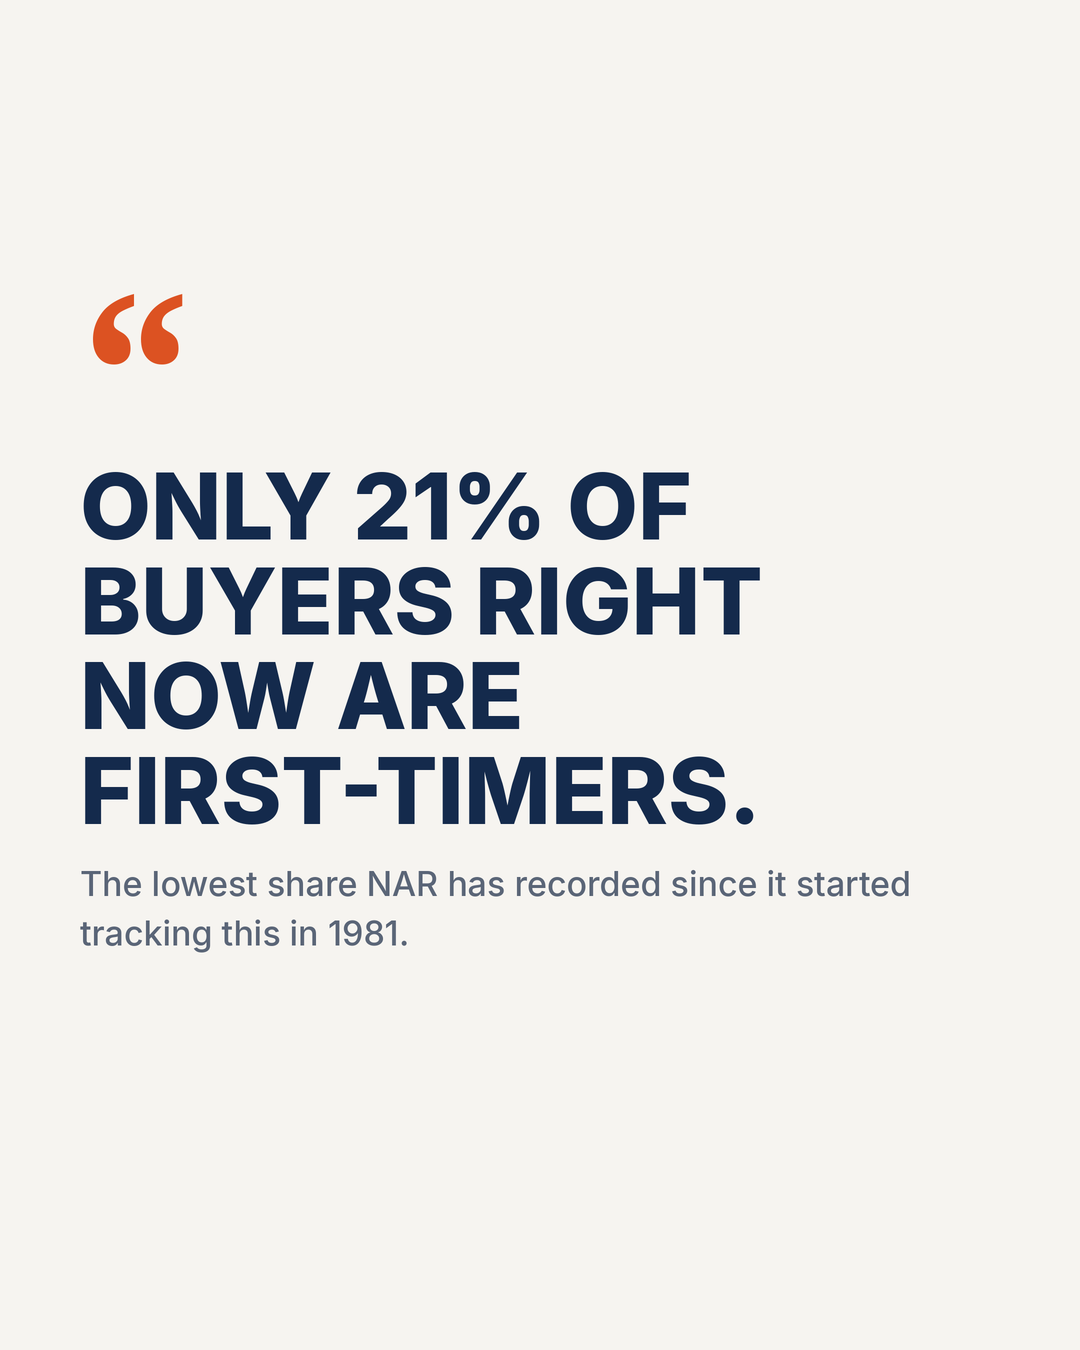 “
ONLY 21% OF
BUYERS RIGHT
NOW ARE
FIRST-TIMERS.
The lowest share NAR has recorded since it started
tracking this in 1981.